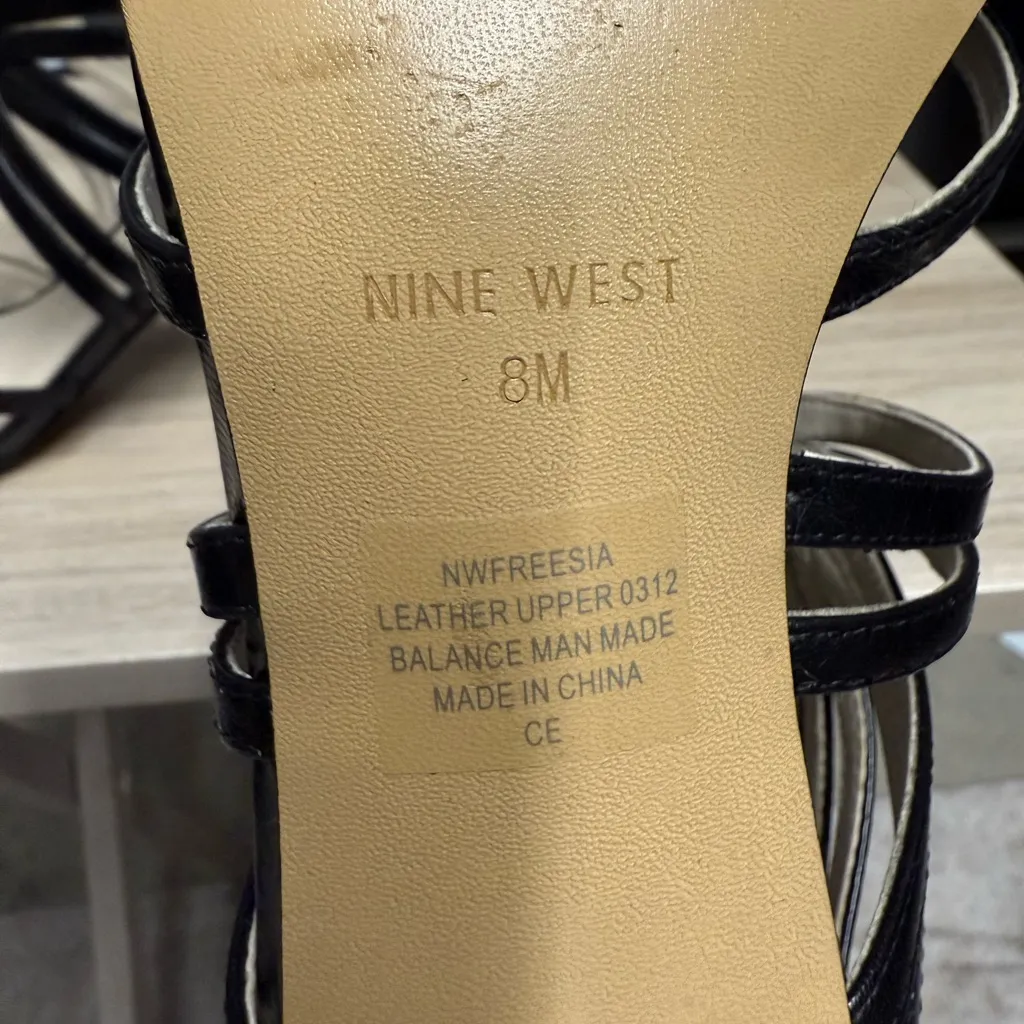 NINE WEST
8M
NWFREESIA
LEATHER UPPER 0312
BALANCE MAN MADE
MADE IN CHINA
CE